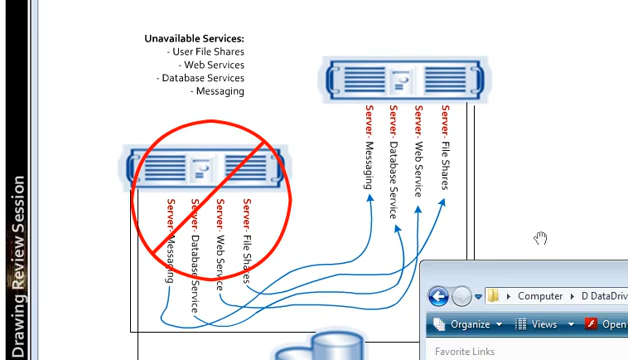 Unavailable Services:
- User File Shares
- Web Services
- Database Services
- Messaging
Server- Messaging
Server- Database Service
Server- Web Service
Server- File Shares
Server- Messaging
Server- Database Service
Server- Web Service
Server- File Shares
Drawing Review Session
Computer
D DataDriv
Organize
Views
Open
Favorite Links